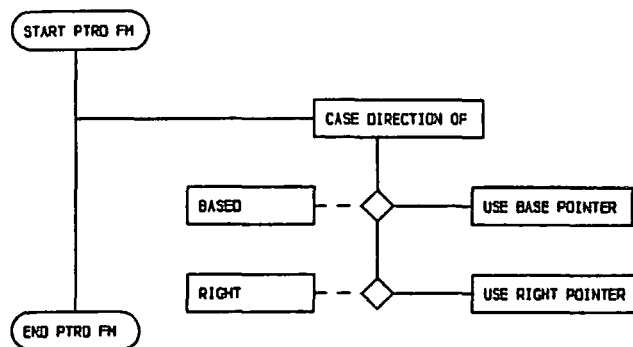 START PTRD FM
CASE DIRECTION OF
BASED
USE BASE POINTER
RIGHT
USE RIGHT POINTER
END PTRD FM